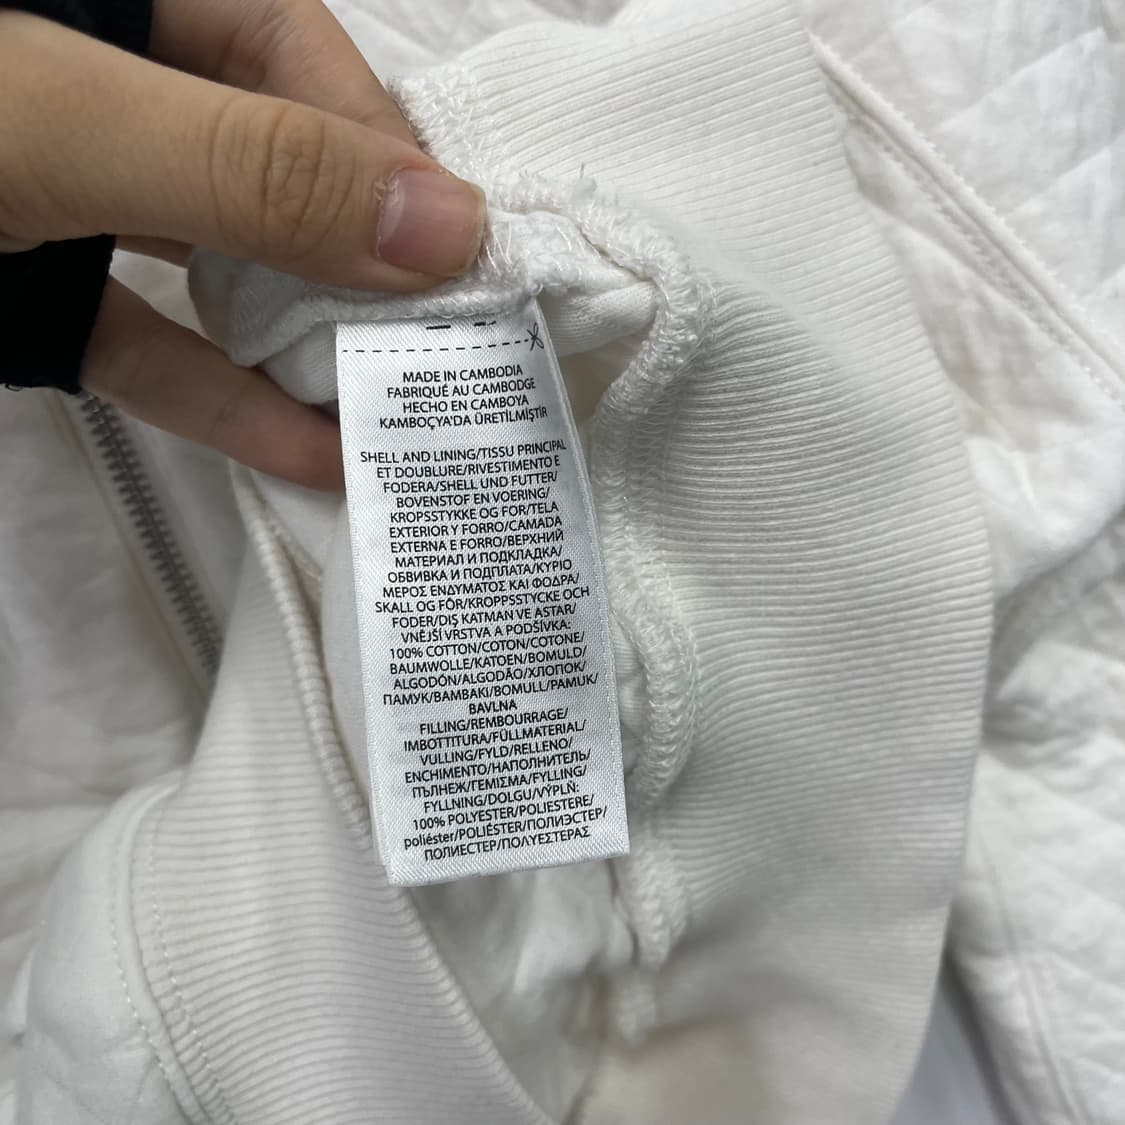 MADE IN CAMBODIA
FABRIQUÉ AU CAMBODGE
HECHO EN CAMBOYA
KAMBOÇYA'DA ÜRETİLMİŞTİR
SHELL AND LINING/TISSU PRINCIPAL
ET DOUBLURE/RIVESTIMENTO E
FODERA/SHELL UND FUTTER/
BOVENSTOF EN VOERING/
KROPSSTYKKE OG FOR/TELA
EXTERIOR Y FORRO/CAMADA
EXTERNA E FORRO/ВЕРХНИЙ
МАТЕРИАЛ И ПОДКЛАДКА/
ОБВИВКА И ПОДПЛАТА/ΚΥΡΙΟ
ΜΕΡΟΣ ΕΝΔΥΜΑΤΟΣ ΚΑΙ ΦΟΔΡΑ/
SKALL OG FÔR/KROPPSSTYCKE OCH
FODER/DIŞ KATMAN VE ASTAR/
VNĚJŠÍ VRSTVA A PODŠÍVKA:
100% COTTON/COTON/COTONE/
BAUMWOLLE/KATOEN/BOMULD/
ALGODÓN/ALGODÃO/ХЛОПОК/
ПАМУК/ΒΑΜΒΑΚΙ/BOMULL/PAMUK/
BAVLNA
FILLING/REMBOURRAGE/
IMBOTTITURA/FÜLLMATERIAL/
VULLING/FYLD/RELLENO/
ENCHIMENTO/НАПОЛНИТЕЛЬ/
ПЪЛНЕЖ/ΓΕΜΙΣΜΑ/FYLLING/
FYLLNING/DOLGU/VÝPLŇ:
100% POLYESTER/POLIESTERE/
poliéster/POLIÉSTER/ПОЛИЭСТЕР/
ПОЛИЕСТЕР/ΠΟΛΥΕΣΤΕΡΑΣ